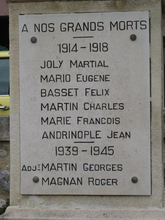 A NOS GRANDS MORTS
1914-1918
JOLY MARTIAL
MARIO EUGENE
BASSET FELIX
MARTIN CHARLES
MARIE FRANCOIS
ANDRINOPLE JEAN
1939-1945
ADJT MARTIN GEORGES
MAGNAN ROGER